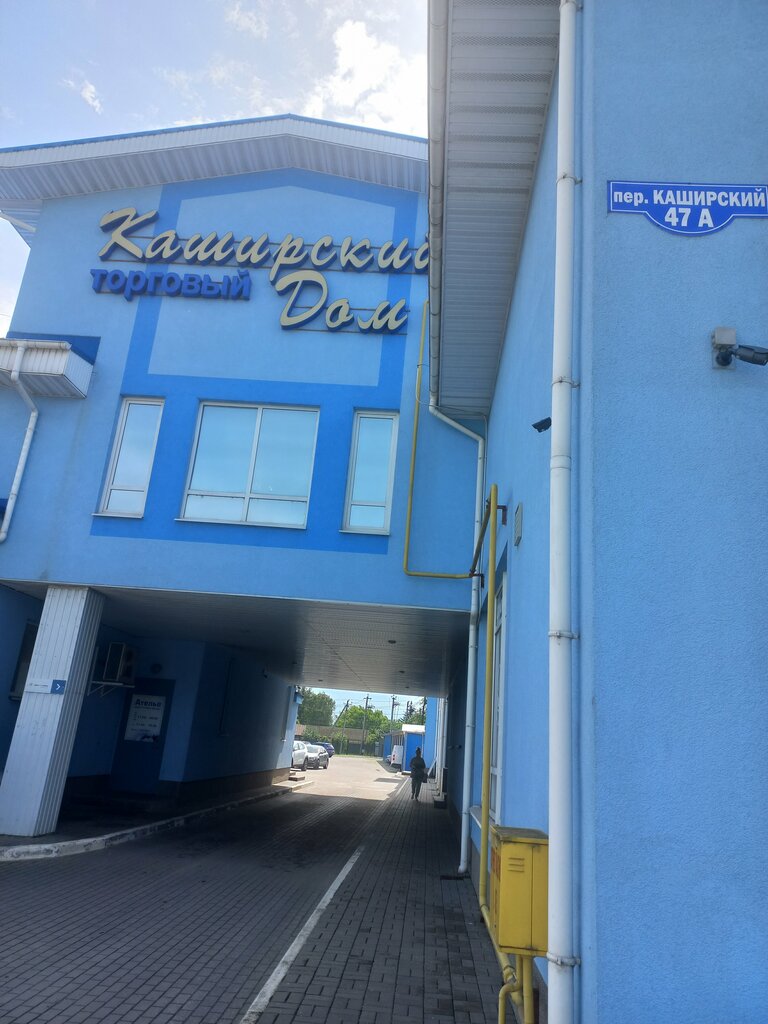 Каширский
торговый
Дом
пер. КАШИРСКИЙ
47 А
Ателье